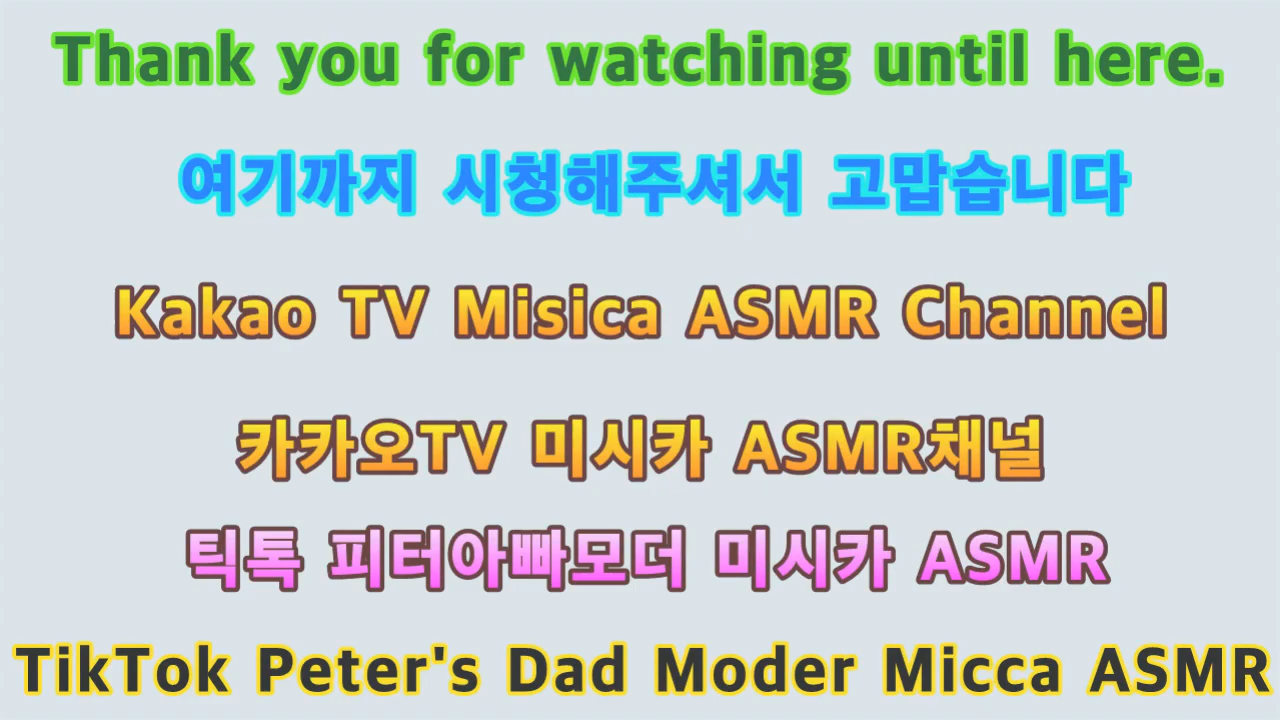 Thank you for watching until here.
여기까지 시청해주셔서 고맙습니다
Kakao TV Misica ASMR Channel
카카오TV 미시카 ASMR채널
틱톡 피터아빠모더 미시카 ASMR
TikTok Peter's Dad Moder Micca ASMR